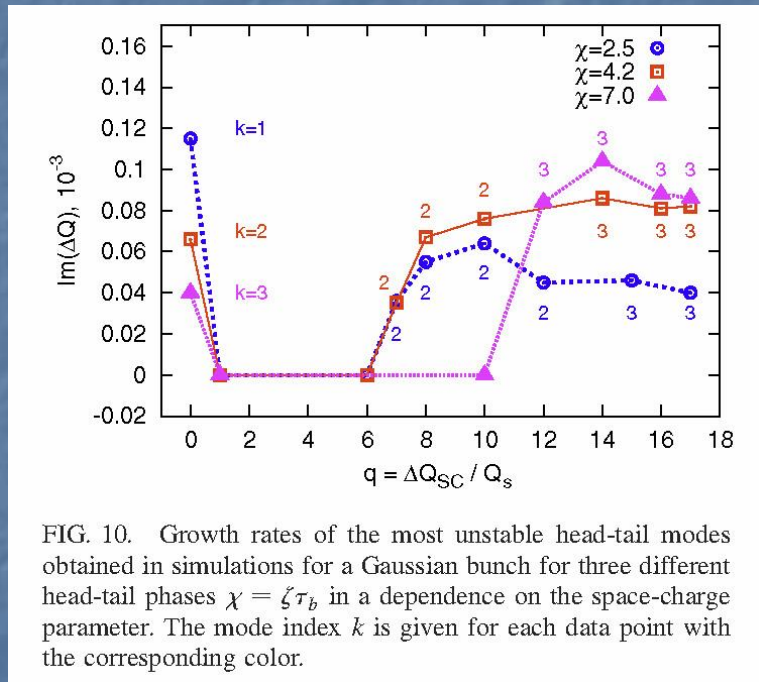 0.16
0.14
0.12
0.1
0.08
0.06
0.04
0.02
0
-0.02
Im(ΔQ), 10⁻³
χ=2.5
χ=4.2
χ=7.0
k=1
k=2
k=3
2
2
2
2
2
2
2
2
3
3
3
3
3
3
3
3
3
3
0 2 4 6 8 10 12 14 16 18
q = ΔQ_SC / Q_s
FIG. 10. Growth rates of the most unstable head-tail modes
obtained in simulations for a Gaussian bunch for three different
head-tail phases χ = ζτ_b in a dependence on the space-charge
parameter. The mode index k is given for each data point with
the corresponding color.